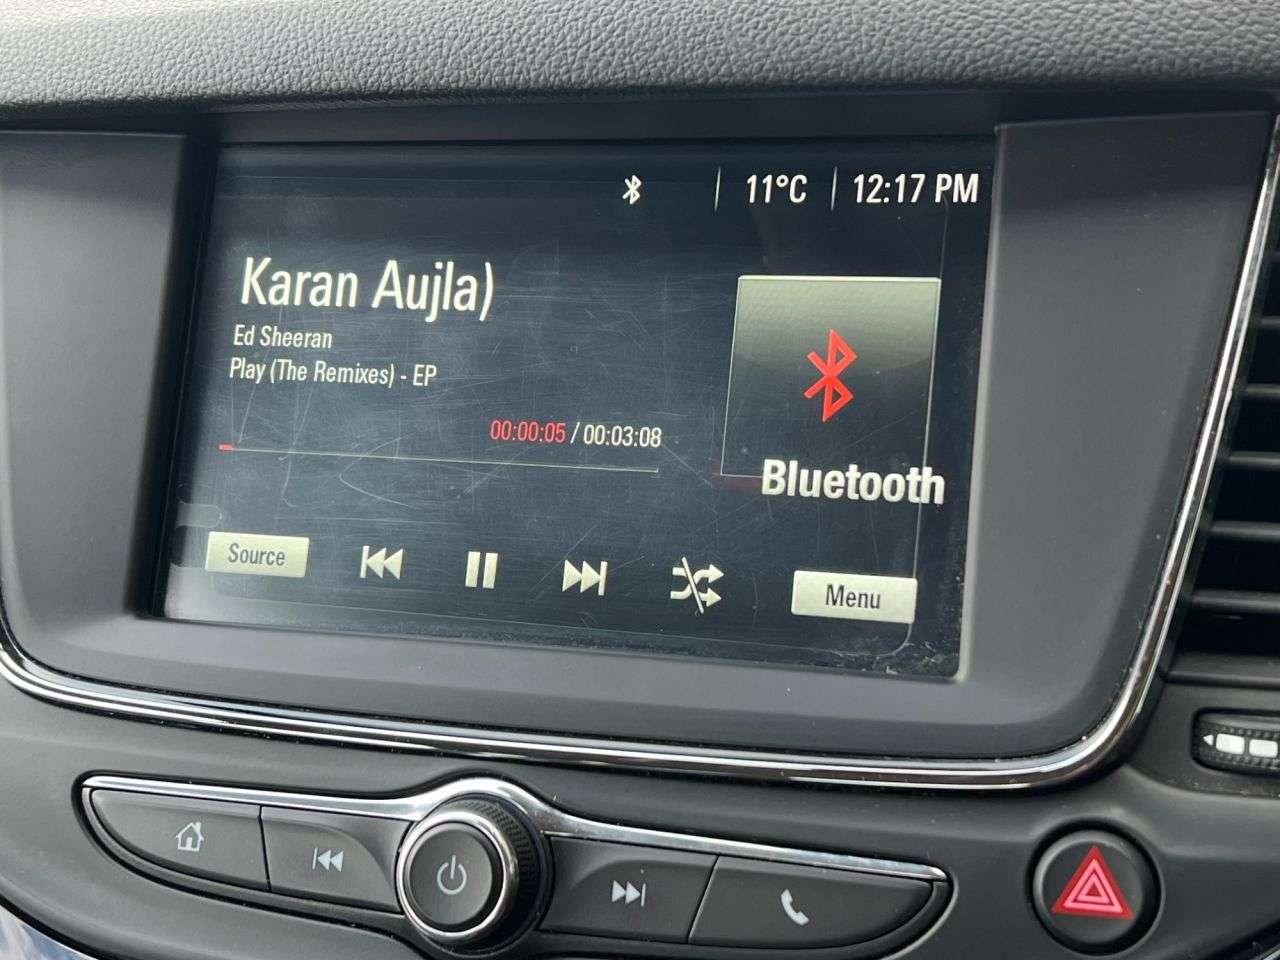 11°C 12:17 PM
Karan Aujla)
Ed Sheeran
Play (The Remixes) - EP
00:00:05 / 00:03:08
Bluetooth
Source
Menu